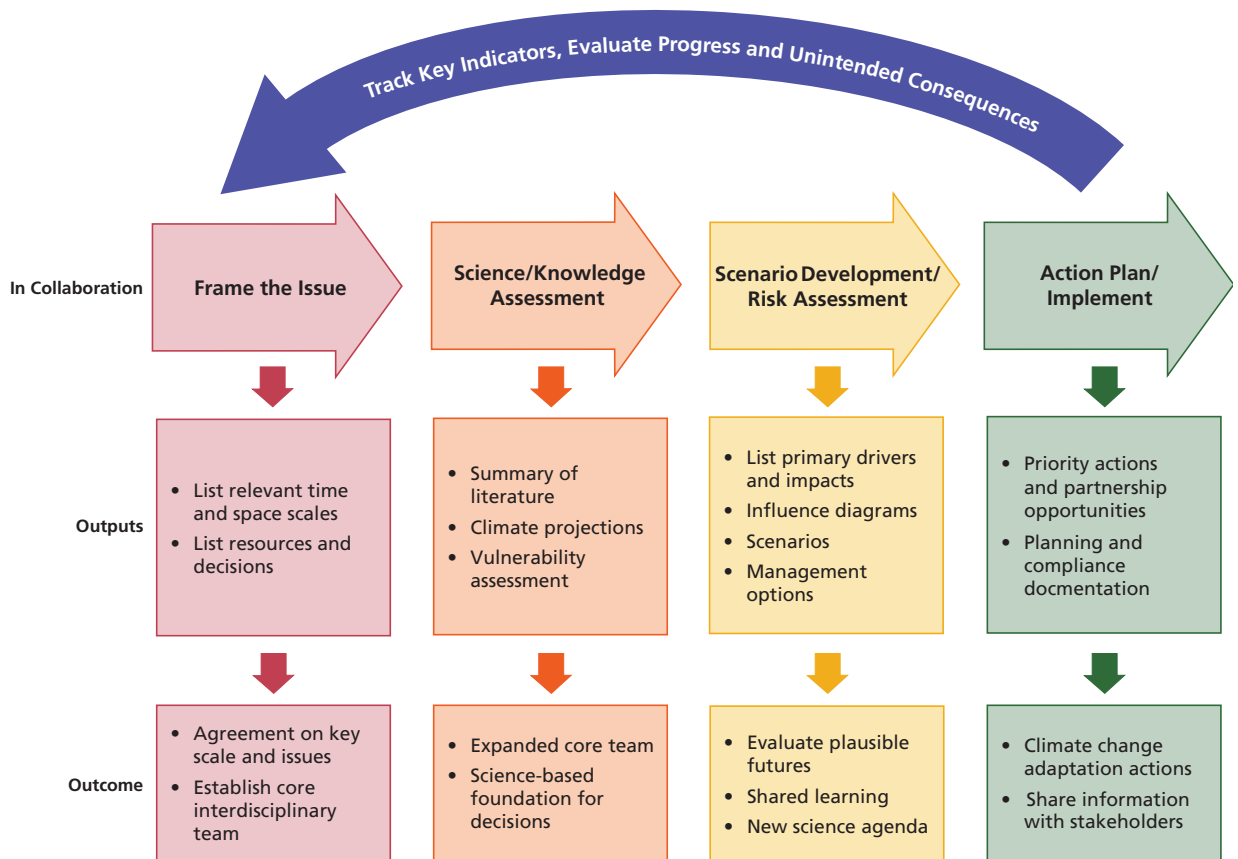 Track Key Indicators, Evaluate Progress and Unintended Consequences
In Collaboration
Frame the Issue
Science/Knowledge
Assessment
Scenario Development/
Risk Assessment
Action Plan/
Implement
Outputs
• List relevant time
and space scales
• List resources and
decisions
• Summary of
literature
• Climate projections
• Vulnerability
assessment
• List primary drivers
and impacts
• Influence diagrams
• Scenarios
• Management
options
• Priority actions
and partnership
opportunities
• Planning and
compliance
docmentation
Outcome
• Agreement on key
scale and issues
• Establish core
interdisciplinary
team
• Expanded core team
• Science-based
foundation for
decisions
• Evaluate plausible
futures
• Shared learning
• New science agenda
• Climate change
adaptation actions
• Share information
with stakeholders